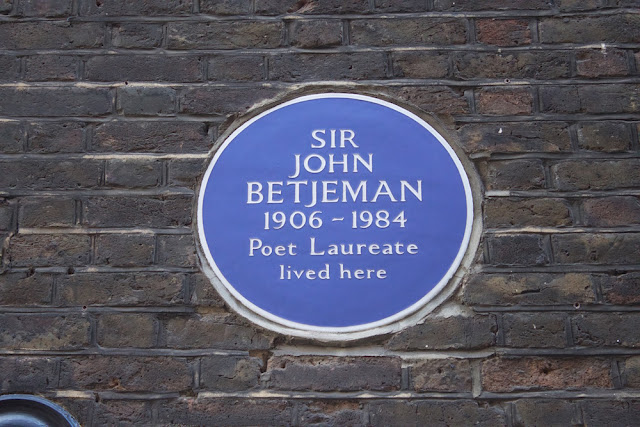 SIR
JOHN
BETJEMAN
1906 - 1984
Poet Laureate
lived here